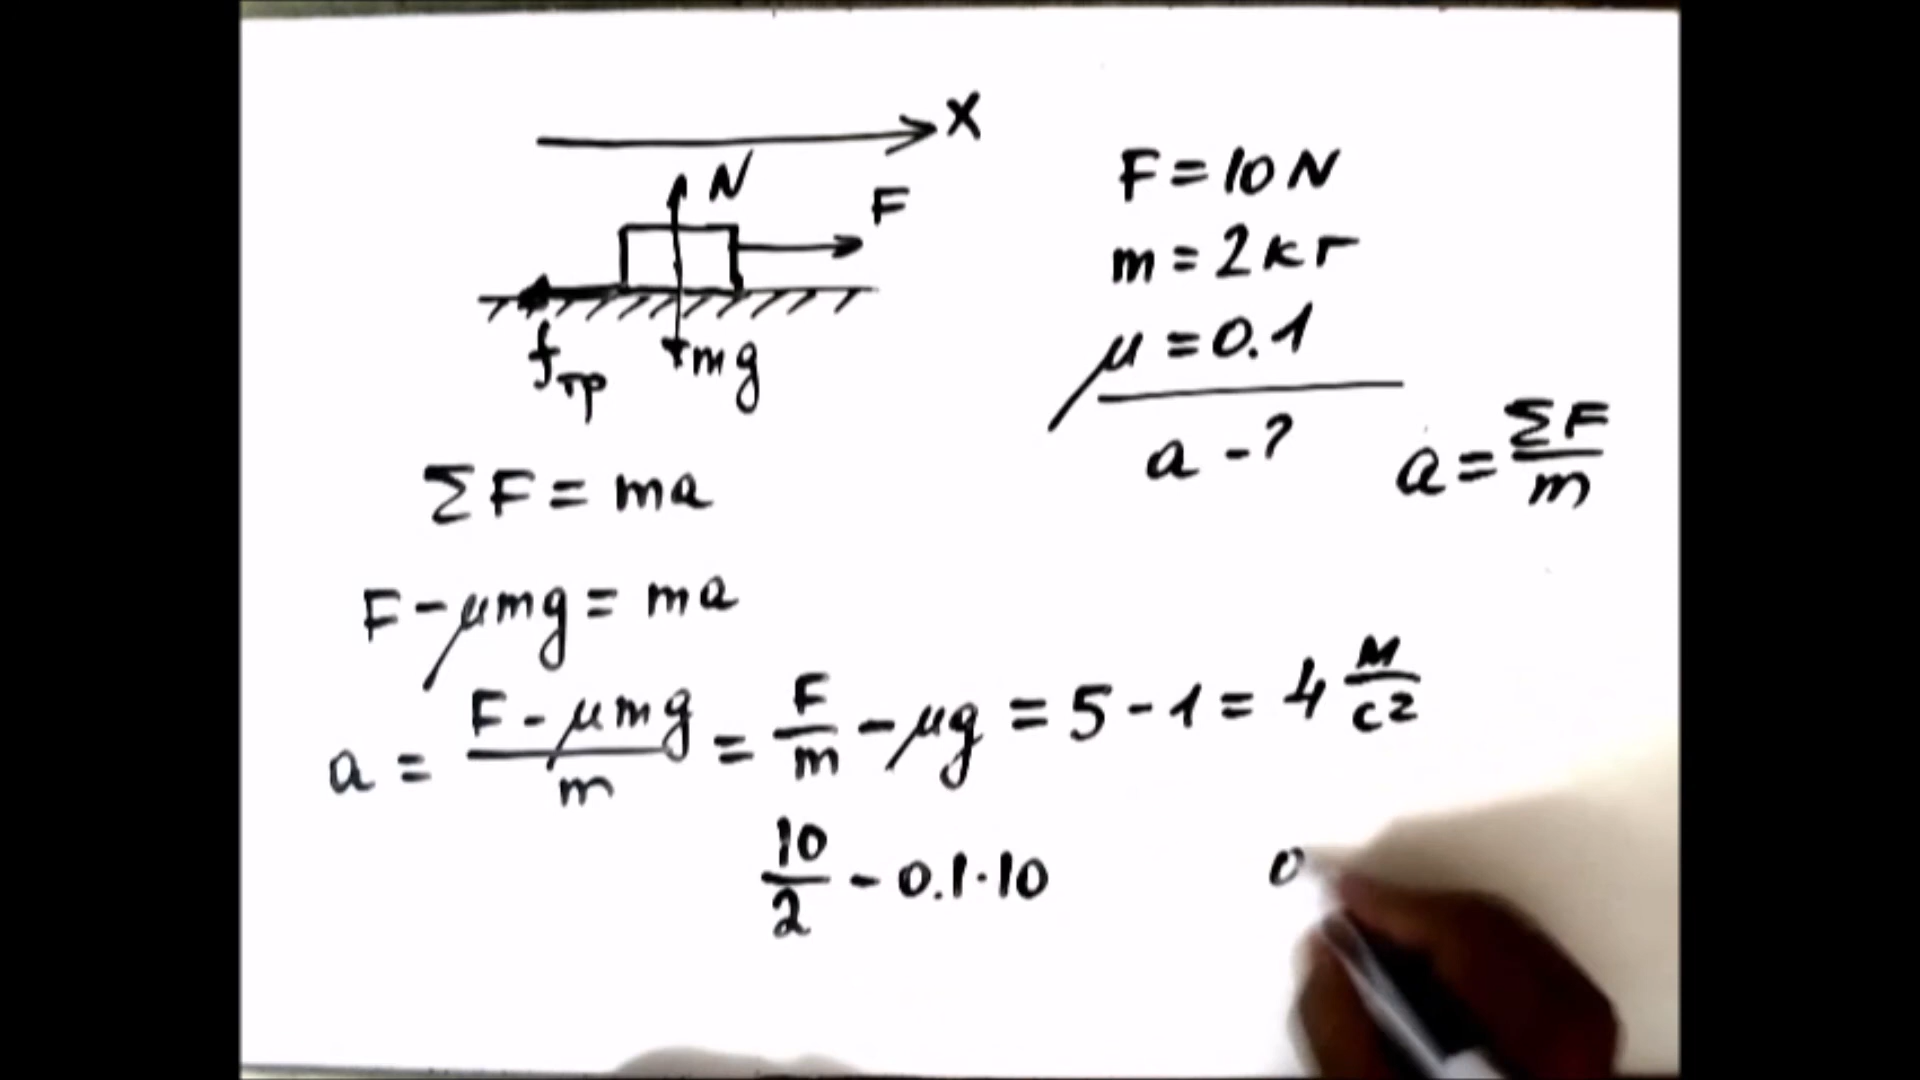 X
N
F
fтр
mg
F = 10 N
m = 2 кг
μ = 0.1
a - ?
a = ΣF/m
ΣF = ma
F - μmg = ma
a = (F - μmg)/m = F/m - μg = 5 - 1 = 4 м/с²
10/2 - 0.1·10